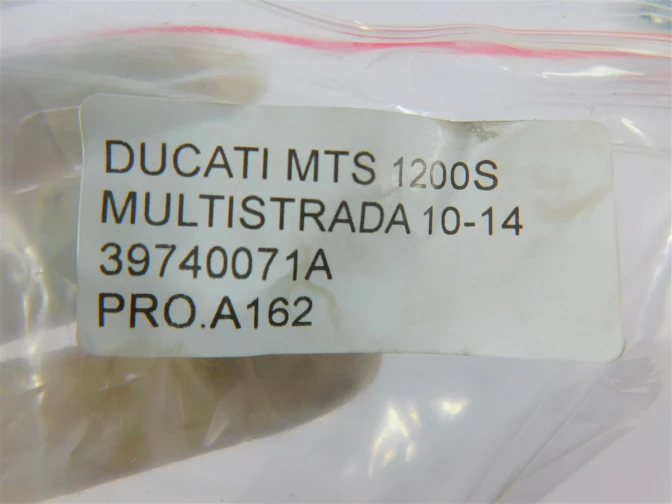 DUCATI MTS 1200S
MULTISTRADA 10-14
39740071A
PRO.A162